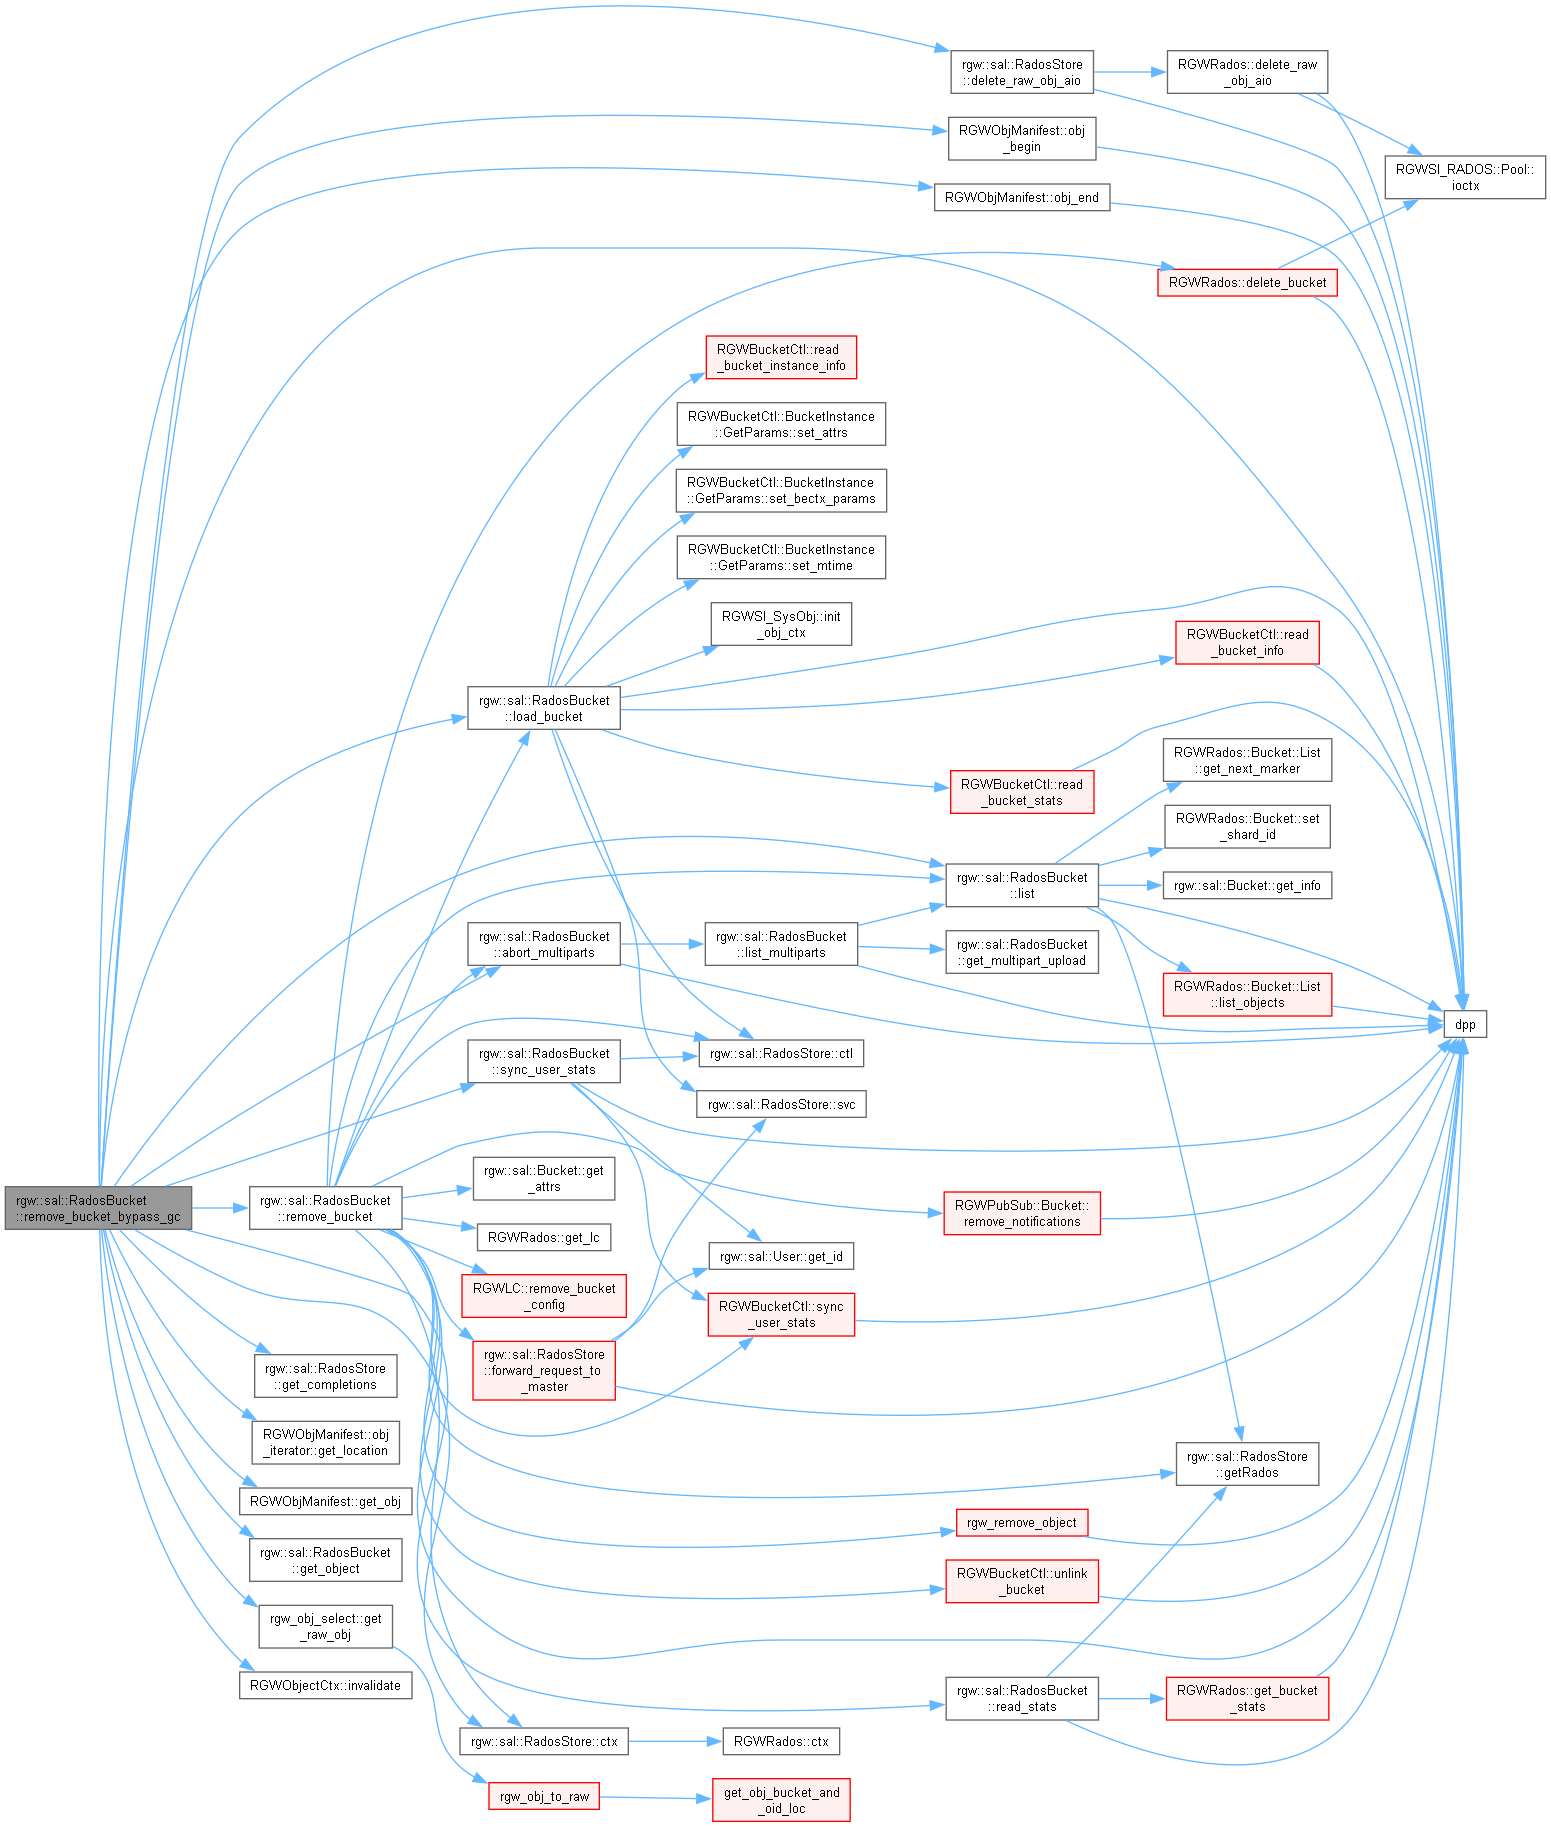 rgw::sal::RadosBucket
::remove_bucket_bypass_gc
rgw::sal::RadosStore
::delete_raw_obj_aio
RGWRados::delete_raw
_obj_aio
RGWObjManifest::obj
_begin
RGWSI_RADOS::Pool::
ioctx
RGWObjManifest::obj_end
RGWRados::delete_bucket
RGWBucketCtl::read
_bucket_instance_info
RGWBucketCtl::BucketInstance
::GetParams::set_attrs
RGWBucketCtl::BucketInstance
::GetParams::set_bectx_params
RGWBucketCtl::BucketInstance
::GetParams::set_mtime
RGWSI_SysObj::init
_obj_ctx
RGWBucketCtl::read
_bucket_info
rgw::sal::RadosBucket
::load_bucket
RGWRados::Bucket::List
::get_next_marker
RGWBucketCtl::read
_bucket_stats
RGWRados::Bucket::set
_shard_id
rgw::sal::RadosBucket
::list
rgw::sal::Bucket::get_info
rgw::sal::RadosBucket
::abort_multiparts
rgw::sal::RadosBucket
::list_multiparts
rgw::sal::RadosBucket
::get_multipart_upload
RGWRados::Bucket::List
::list_objects
dpp
rgw::sal::RadosBucket
::sync_user_stats
rgw::sal::RadosStore::ctl
rgw::sal::RadosStore::svc
rgw::sal::Bucket::get
_attrs
rgw::sal::RadosBucket
::remove_bucket
RGWPubSub::Bucket::
remove_notifications
RGWRados::get_lc
rgw::sal::User::get_id
RGWLC::remove_bucket
_config
RGWBucketCtl::sync
_user_stats
rgw::sal::RadosStore
::forward_request_to
_master
rgw::sal::RadosStore
::get_completions
RGWObjManifest::obj
_iterator::get_location
rgw::sal::RadosStore
::getRados
RGWObjManifest::get_obj
rgw_remove_object
rgw::sal::RadosBucket
::get_object
RGWBucketCtl::unlink
_bucket
rgw_obj_select::get
_raw_obj
RGWObjectCtx::invalidate
rgw::sal::RadosBucket
::read_stats
RGWRados::get_bucket
_stats
rgw::sal::RadosStore::ctx
RGWRados::ctx
rgw_obj_to_raw
get_obj_bucket_and
_oid_loc